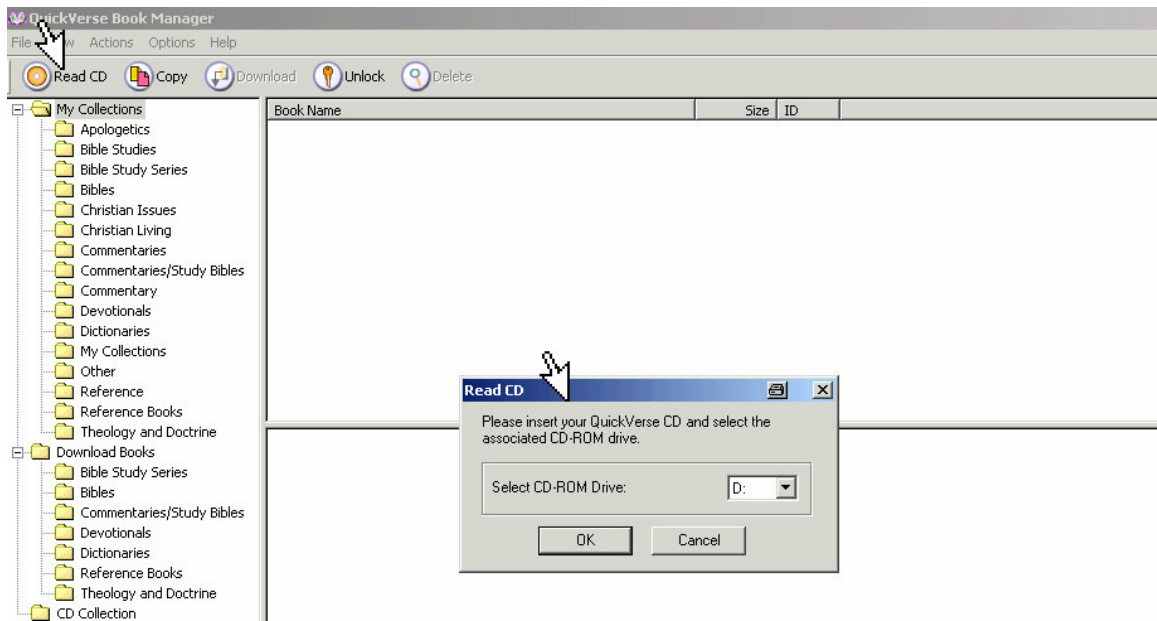 QuickVerse Book Manager
File View Actions Options Help
Read CD Copy Download Unlock Delete
My Collections
Apologetics
Bible Studies
Bible Study Series
Bibles
Christian Issues
Christian Living
Commentaries
Commentaries/Study Bibles
Commentary
Devotionals
Dictionaries
My Collections
Other
Reference
Reference Books
Theology and Doctrine
Download Books
Bible Study Series
Bibles
Commentaries/Study Bibles
Devotionals
Dictionaries
Reference Books
Theology and Doctrine
CD Collection
Book Name Size ID
Read CD
Please insert your QuickVerse CD and select the
associated CD-ROM drive.
Select CD-ROM Drive: D:
OK Cancel